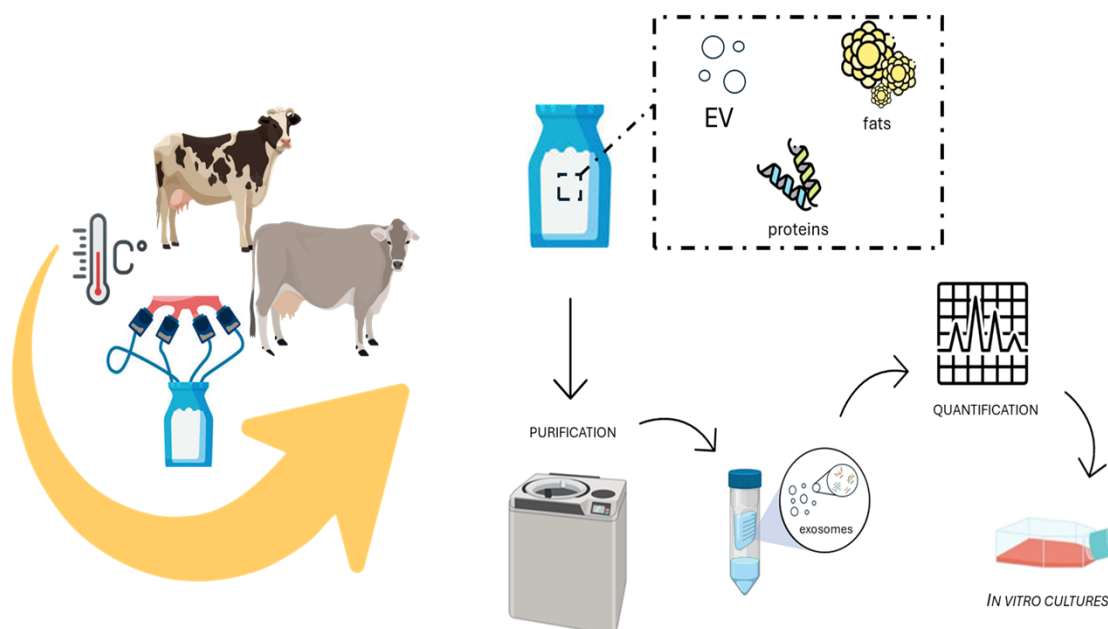 EV
fats
proteins
C°
PURIFICATION
exosomes
QUANTIFICATION
IN VITRO CULTURES